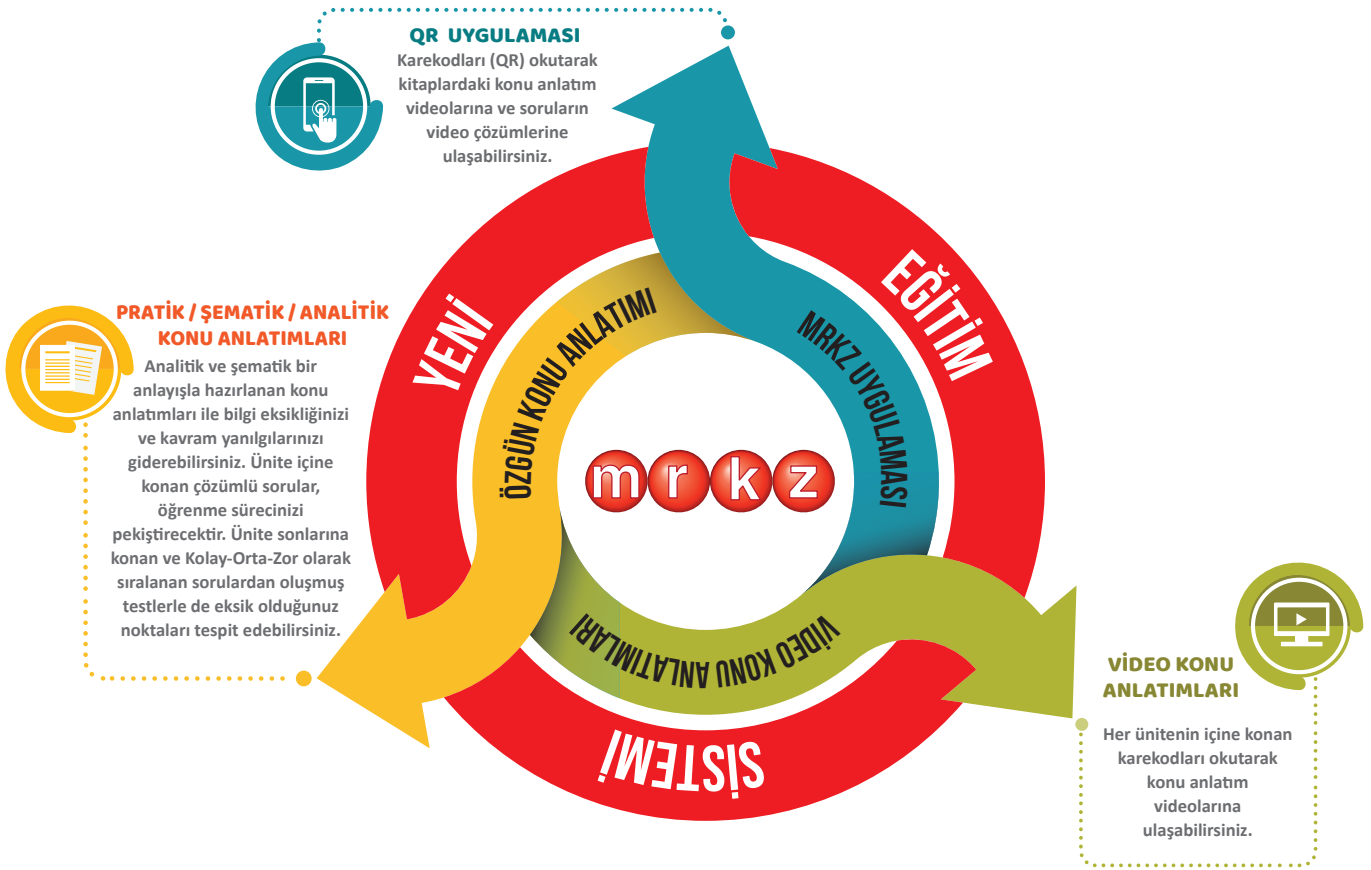 QR UYGULAMASI
Karekodları (QR) okutarak
kitaplardaki konu anlatım
videolarına ve soruların
video çözümlerine
ulaşabilirsiniz.
YENİ
EĞİTİM
SİSTEMİ
ÖZGÜN KONU ANLATIMI
MRKZ UYGULAMASI
VİDEO KONU ANLATIMLARI
mrkz
PRATİK / ŞEMATİK / ANALİTİK
KONU ANLATIMLARI
Analitik ve şematik bir
anlayışla hazırlanan konu
anlatımları ile bilgi eksikliğinizi
ve kavram yanılgılarınızı
giderebilirsiniz. Ünite içine
konan çözümlü sorular,
öğrenme sürecinizi
pekiştirecektir. Ünite sonlarına
konan ve Kolay-Orta-Zor olarak
sıralanan sorulardan oluşmuş
testlerle de eksik olduğunuz
noktaları tespit edebilirsiniz.
VİDEO KONU
ANLATIMLARI
Her ünitenin içine konan
karekodları okutarak
konu anlatım
videolarına
ulaşabilirsiniz.